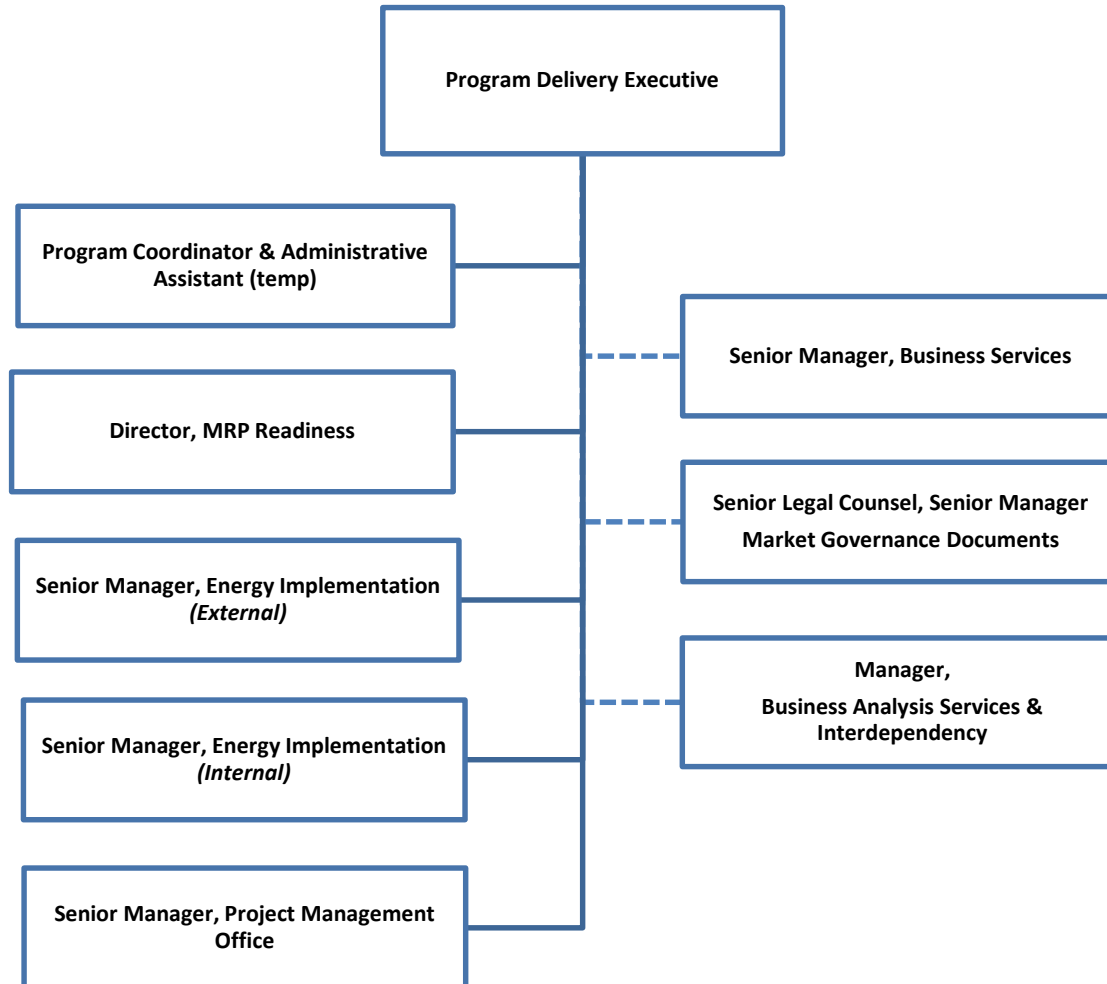 Program Delivery Executive
Program Coordinator & Administrative
Assistant (temp)
Director, MRP Readiness
Senior Manager, Energy Implementation
(External)
Senior Manager, Energy Implementation
(Internal)
Senior Manager, Project Management
Office
Senior Manager, Business Services
Senior Legal Counsel, Senior Manager
Market Governance Documents
Manager,
Business Analysis Services &
Interdependency